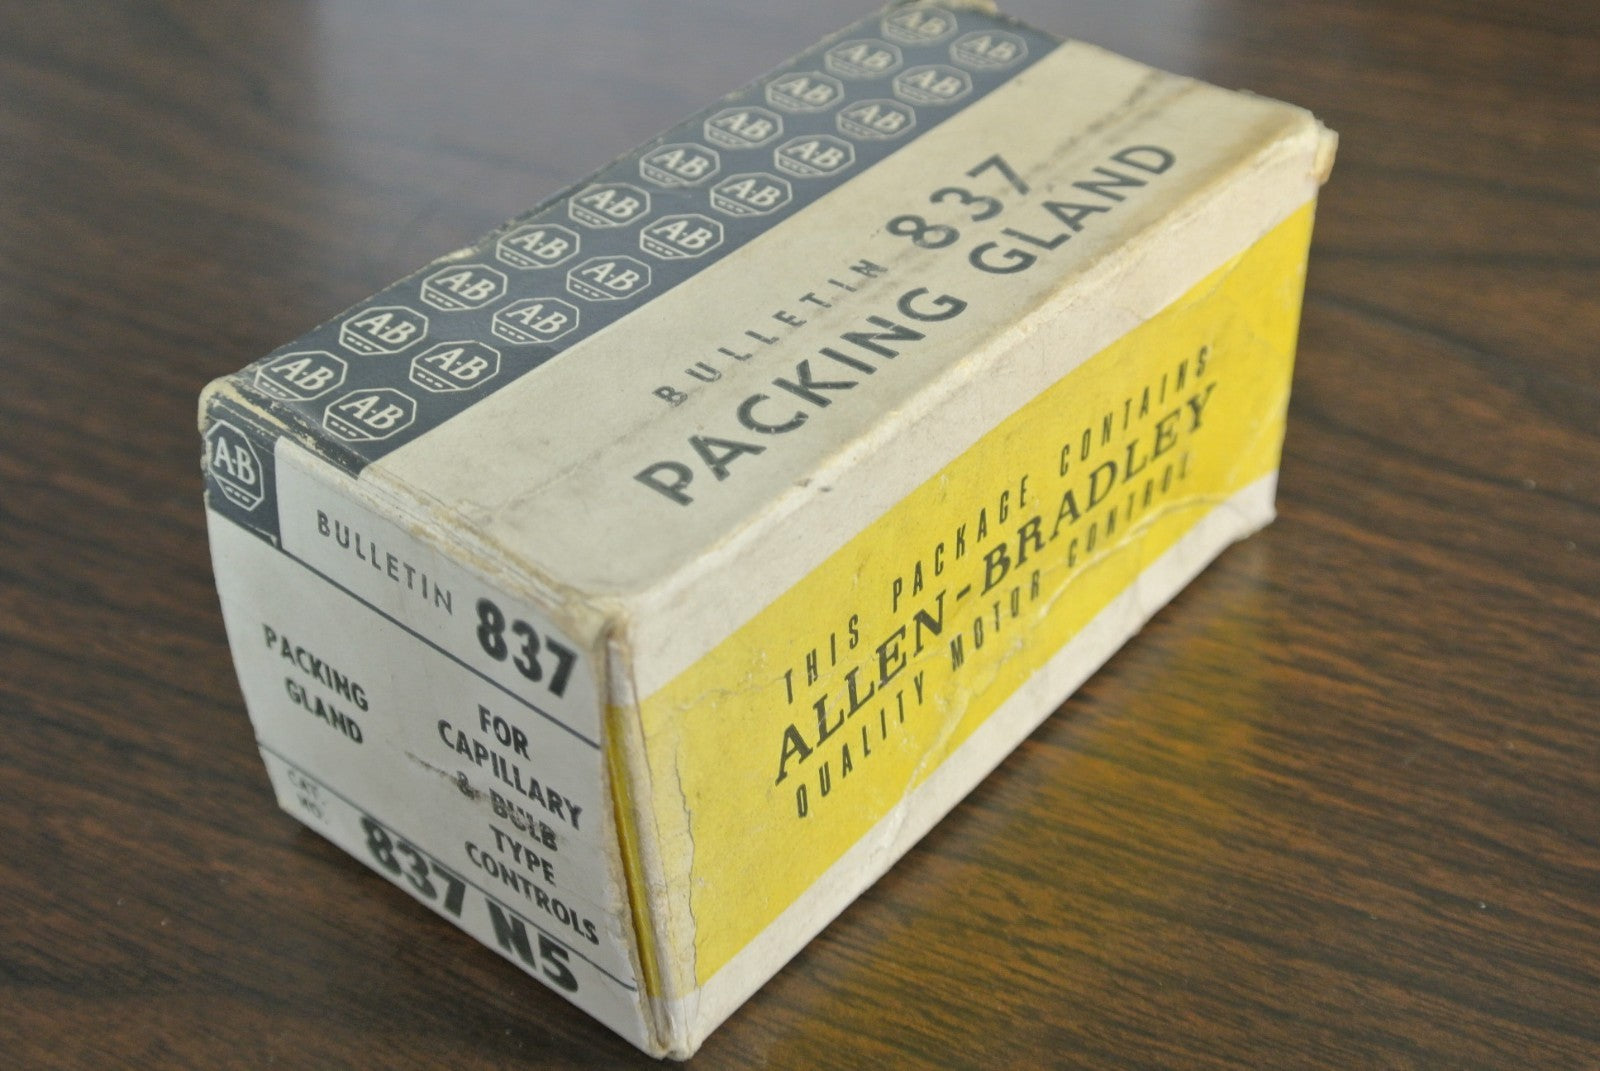 A-B A-B
A-B A-B
A-B A-B
A-B A-B
A-B A-B
A-B A-B
A-B A-B
A-B A-B
A-B A-B
A-B A-B
BULLETIN 837
PACKING GLAND
THIS PACKAGE CONTAINS
ALLEN-BRADLEY
QUALITY MOTOR CONTROL
A-B
BULLETIN 837
PACKING
GLAND
FOR
CAPILLARY
& BULB
TYPE
CONTROLS
CAT.
NO.
837 N5